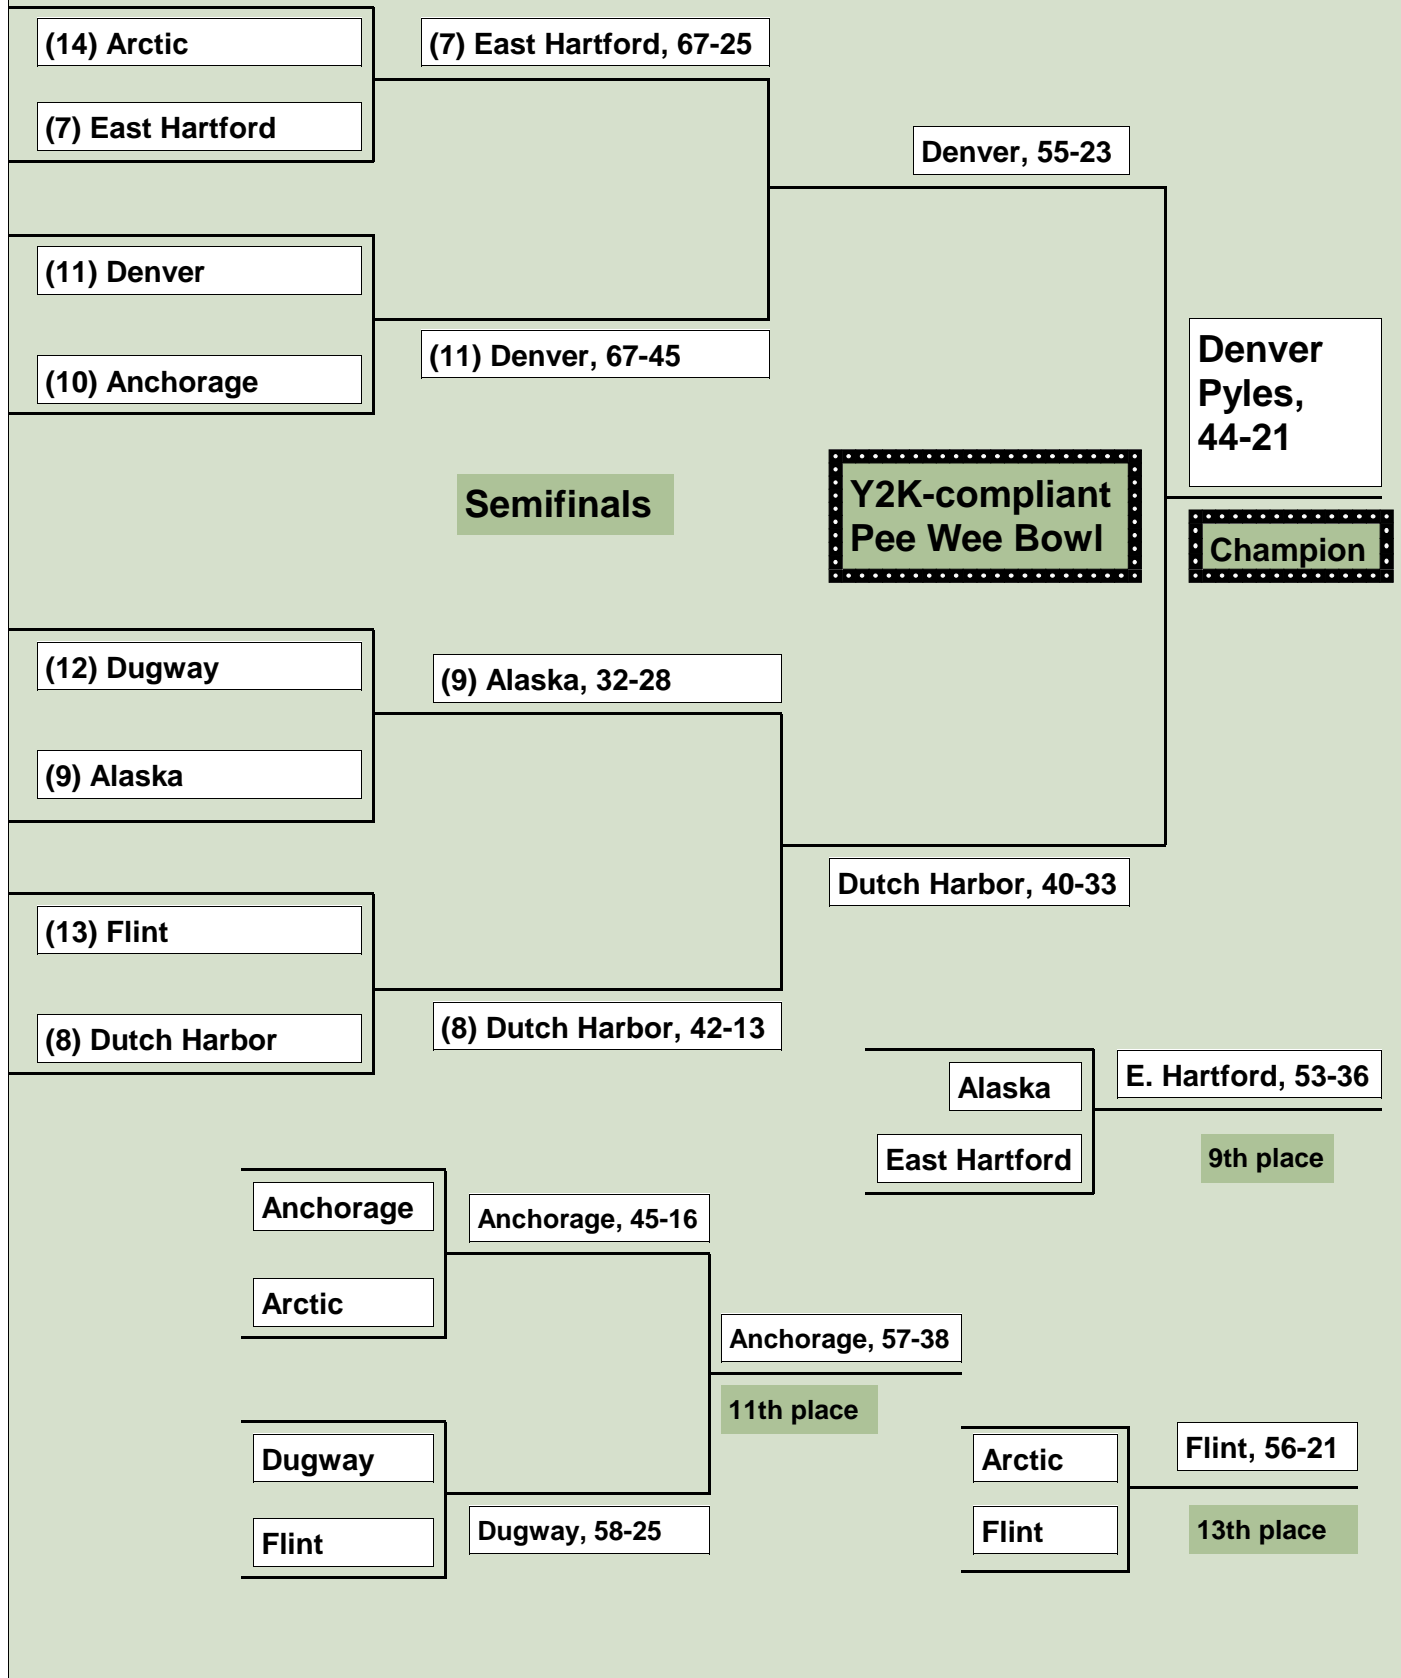 (14) Arctic
(7) East Hartford, 67-25
(7) East Hartford
Denver, 55-23
(11) Denver
(11) Denver, 67-45
(10) Anchorage
Denver
Pyles,
44-21
Semifinals
Y2K-compliant
Pee Wee Bowl
Champion
(12) Dugway
(9) Alaska, 32-28
(9) Alaska
Dutch Harbor, 40-33
(13) Flint
(8) Dutch Harbor, 42-13
(8) Dutch Harbor
Alaska
E. Hartford, 53-36
East Hartford
9th place
Anchorage
Anchorage, 45-16
Arctic
Anchorage, 57-38
11th place
Dugway
Dugway, 58-25
Flint
Arctic
Flint, 56-21
Flint
13th place